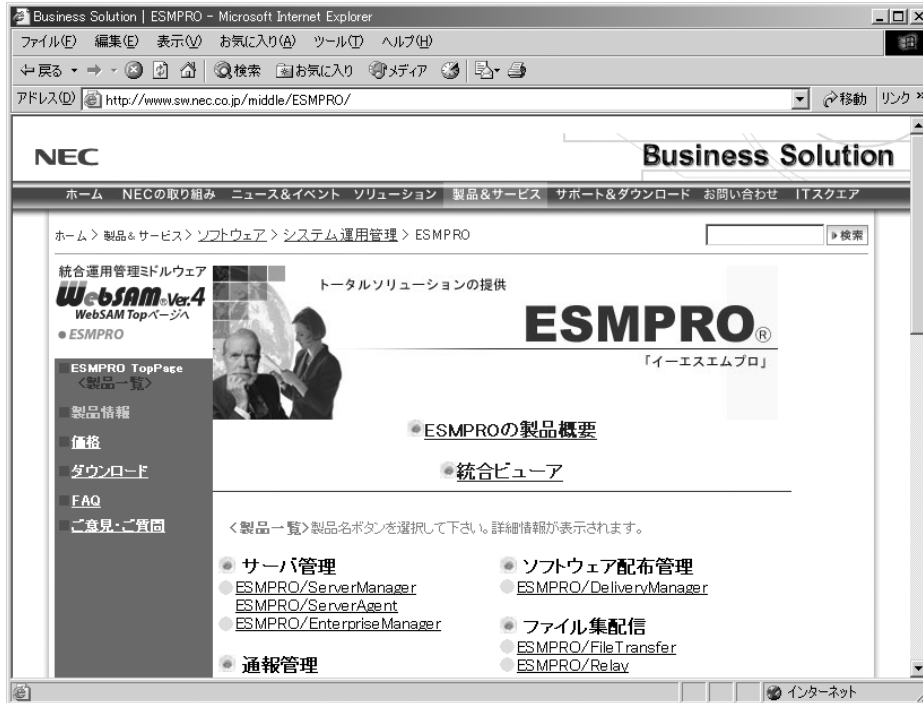 Business Solution | ESMPRO - Microsoft Internet Explorer
ファイル(F) 編集(E) 表示(V) お気に入り(A) ツール(T) ヘルプ(H)
戻る 検索 お気に入り メディア
アドレス(D) http://www.sw.nec.co.jp/middle/ESMPRO/ 移動 リンク »
NEC Business Solution
ホーム NECの取り組み ニュース&イベント ソリューション 製品&サービス サポート&ダウンロード お問い合わせ ITスクエア
ホーム > 製品&サービス > ソフトウェア > システム運用管理 > ESMPRO 検索
統合運用管理ミドルウェア
WebSAM® Ver.4
WebSAM Topページへ
ESMPRO
トータルソリューションの提供
ESMPRO®
「イーエスエムプロ」
ESMPRO TopPage
<製品一覧>
製品情報
価格
ダウンロード
FAQ
ご意見・ご質問
ESMPROの製品概要
統合ビューア
<製品一覧>製品名ボタンを選択して下さい。詳細情報が表示されます。
サーバ管理
ESMPRO/ServerManager
ESMPRO/ServerAgent
ESMPRO/EnterpriseManager
通報管理
ソフトウェア配布管理
ESMPRO/DeliveryManager
ファイル集配信
ESMPRO/FileTransfer
ESMPRO/Relay
インターネット